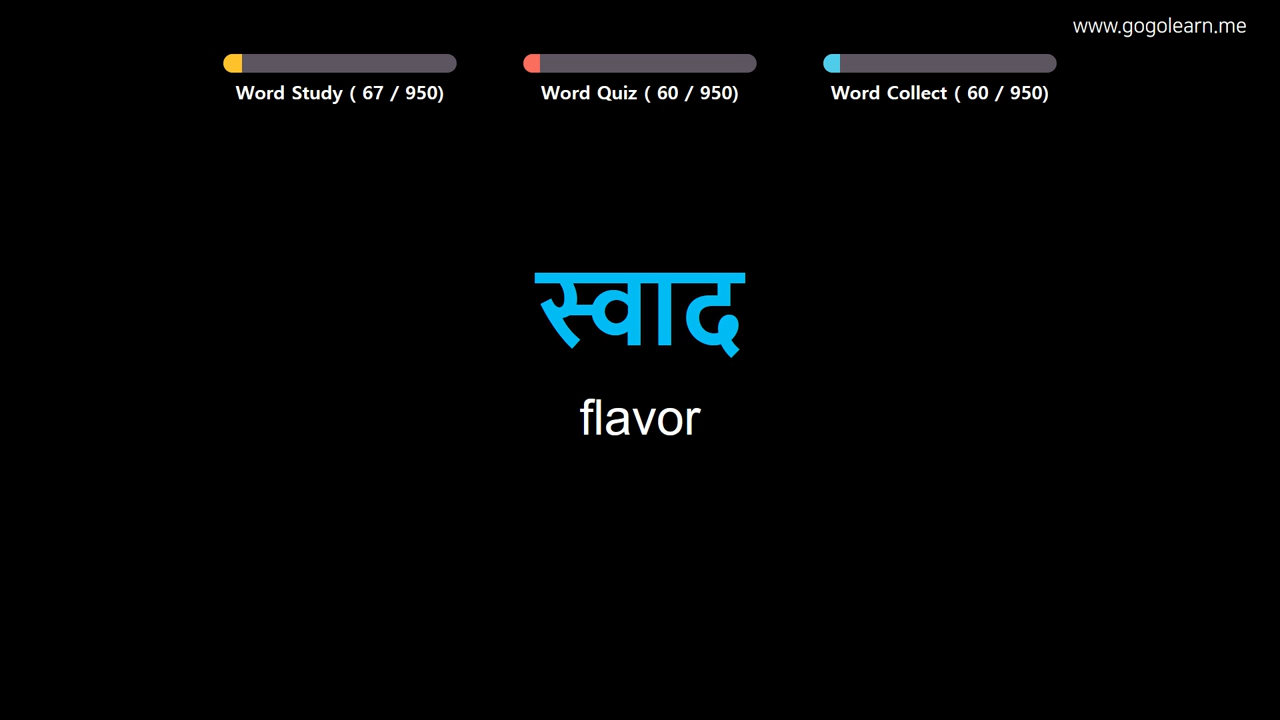 www.gogolearn.me
Word Study ( 67 / 950)
Word Quiz ( 60 / 950)
Word Collect ( 60 / 950)
स्वाद
flavor